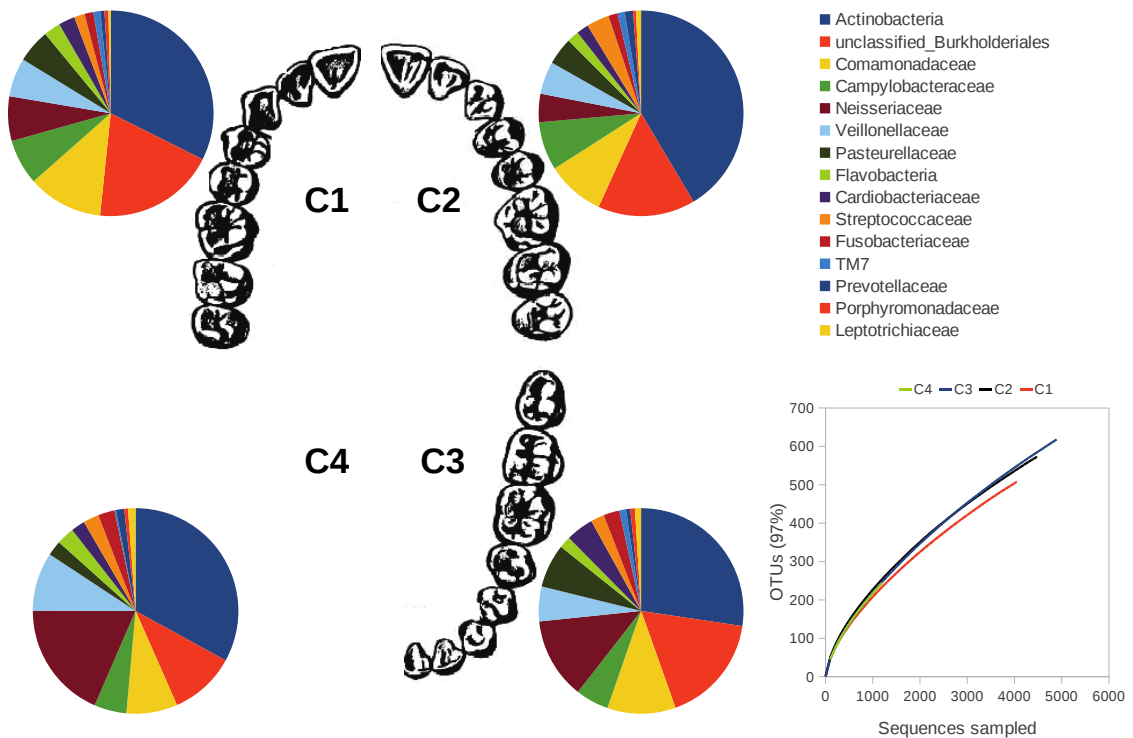 C1
C2
C4
C3
Actinobacteria
unclassified_Burkholderiales
Comamonadaceae
Campylobacteraceae
Neisseriaceae
Veillonellaceae
Pasteurellaceae
Flavobacteria
Cardiobacteriaceae
Streptococcaceae
Fusobacteriaceae
TM7
Prevotellaceae
Porphyromonadaceae
Leptotrichiaceae
C4 C3 C2 C1
700
600
500
400
300
200
100
0
OTUs (97%)
0 1000 2000 3000 4000 5000 6000
Sequences sampled